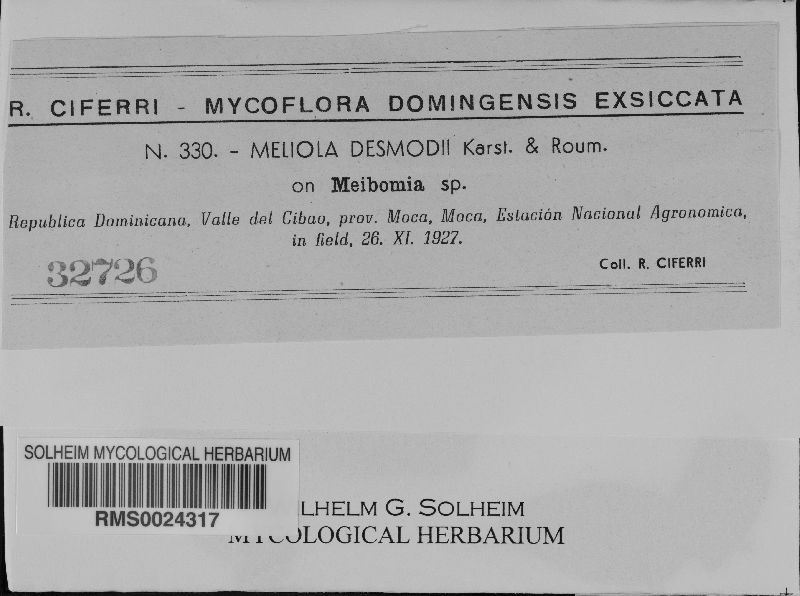 R. CIFERRI - MYCOFLORA DOMINGENSIS EXSICCATA
N. 330. - MELIOLA DESMODII Karst. & Roum.
on Meibomia sp.
Republica Dominicana, Valle del Cibao, prov. Moca, Moca, Estación Nacional Agronomica,
in field, 26. XI. 1927.
32726
Coll. R. CIFERRI
SOLHEIM MYCOLOGICAL HERBARIUM
RMS0024317
LHELM G. SOLHEIM
MYCOLOGICAL HERBARIUM